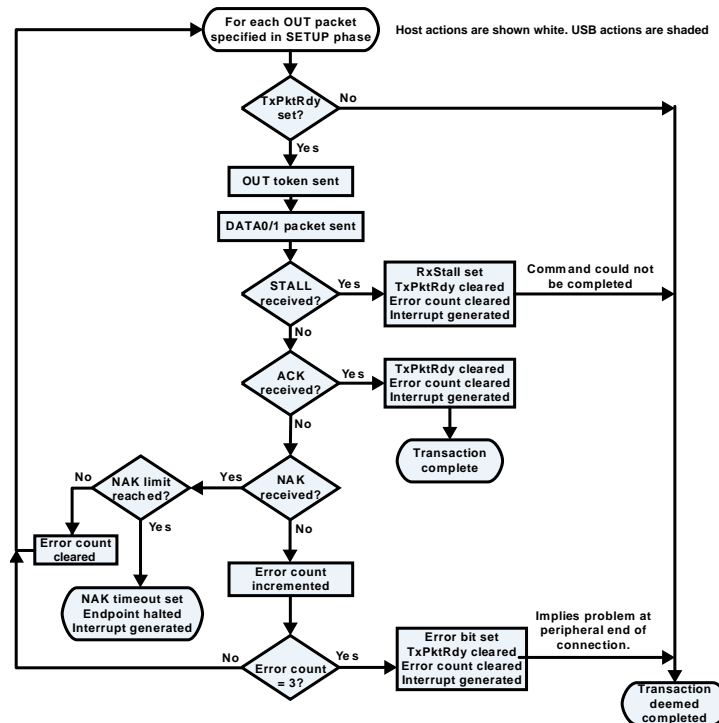 For each OUT packet
specified in SETUP phase
Host actions are shown white. USB actions are shaded
TxPktRdy
set?
No
Yes
OUT token sent
DATA0/1 packet sent
STALL
received?
Yes
RxStall set
TxPktRdy cleared
Error count cleared
Interrupt generated
Command could not
be completed
No
ACK
received?
Yes
TxPktRdy cleared
Error count cleared
Interrupt generated
No
Transaction
complete
NAK
received?
Yes
NAK limit
reached?
No
Error count
cleared
Yes
NAK timeout set
Endpoint halted
Interrupt generated
No
Error count
incremented
Error count
= 3?
No
Yes
Error bit set
TxPktRdy cleared
Error count cleared
Interrupt generated
Implies problem at
peripheral end of
connection.
Transaction
deemed
completed